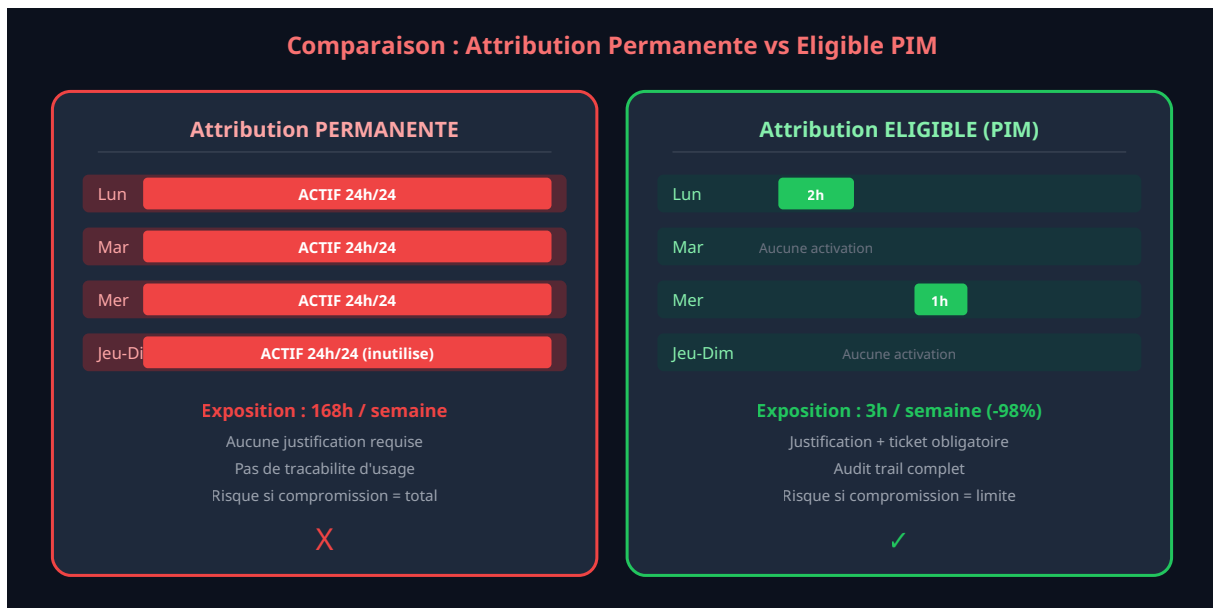 Comparaison : Attribution Permanente vs Eligible PIM
Attribution PERMANENTE
Lun ACTIF 24h/24
Mar ACTIF 24h/24
Mer ACTIF 24h/24
Jeu-Di ACTIF 24h/24 (inutilise)
Exposition : 168h / semaine
Aucune justification requise
Pas de tracabilite d'usage
Risque si compromission = total
X
Attribution ELIGIBLE (PIM)
Lun 2h
Mar Aucune activation
Mer 1h
Jeu-Dim Aucune activation
Exposition : 3h / semaine (-98%)
Justification + ticket obligatoire
Audit trail complet
Risque si compromission = limite
✓